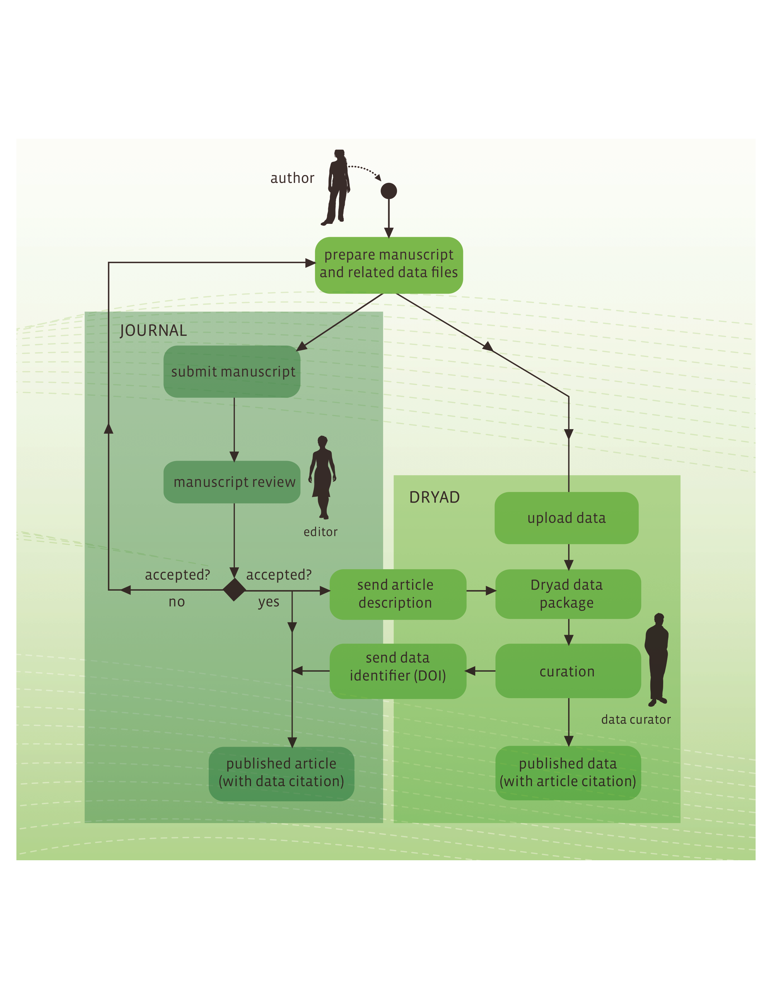 author
prepare manuscript
and related data files
JOURNAL
submit manuscript
manuscript review
editor
DRYAD
upload data
accepted?
no
accepted?
yes
send article
description
Dryad data
package
send data
identifier (DOI)
curation
data curator
published article
(with data citation)
published data
(with article citation)